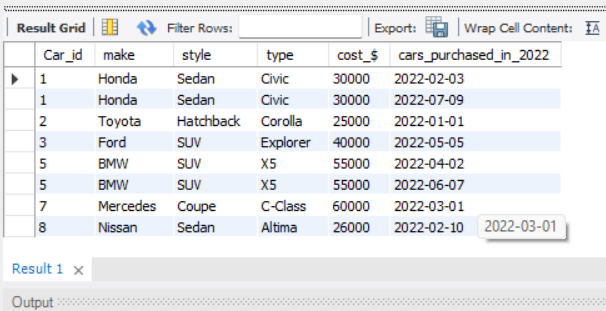 Result Grid Filter Rows: Export: Wrap Cell Content: IA
Car_id make style type cost_$ cars_purchased_in_2022
1 Honda Sedan Civic 30000 2022-02-03
1 Honda Sedan Civic 30000 2022-07-09
2 Toyota Hatchback Corolla 25000 2022-01-01
3 Ford SUV Explorer 40000 2022-05-05
5 BMW SUV X5 55000 2022-04-02
5 BMW SUV X5 55000 2022-06-07
7 Mercedes Coupe C-Class 60000 2022-03-01
8 Nissan Sedan Altima 26000 2022-02-10 2022-03-01
Result 1 ×
Output